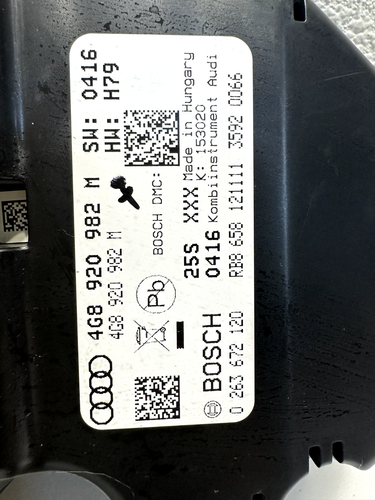 4G8 920 982 M SW: 0416
4G8 920 982 M HW: H79
BOSCH DMC:
Pb
25S XXX Made in Hungary
K: 153020
0416 Kombiinstrument Audi
BOSCH RB8 658 121111 3592 0066
0 263 672 120